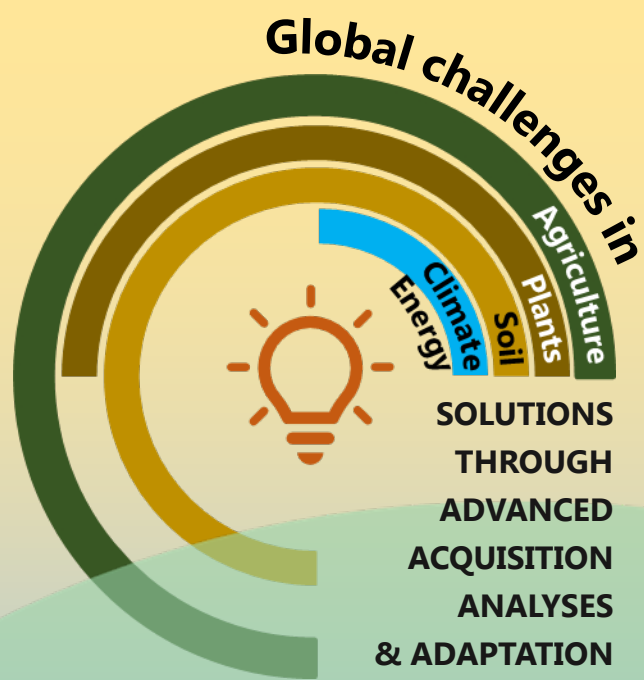 Global challenges in
Agriculture
Plants
Soil
Climate
Energy
SOLUTIONS
THROUGH
ADVANCED
ACQUISITION
ANALYSES
& ADAPTATION